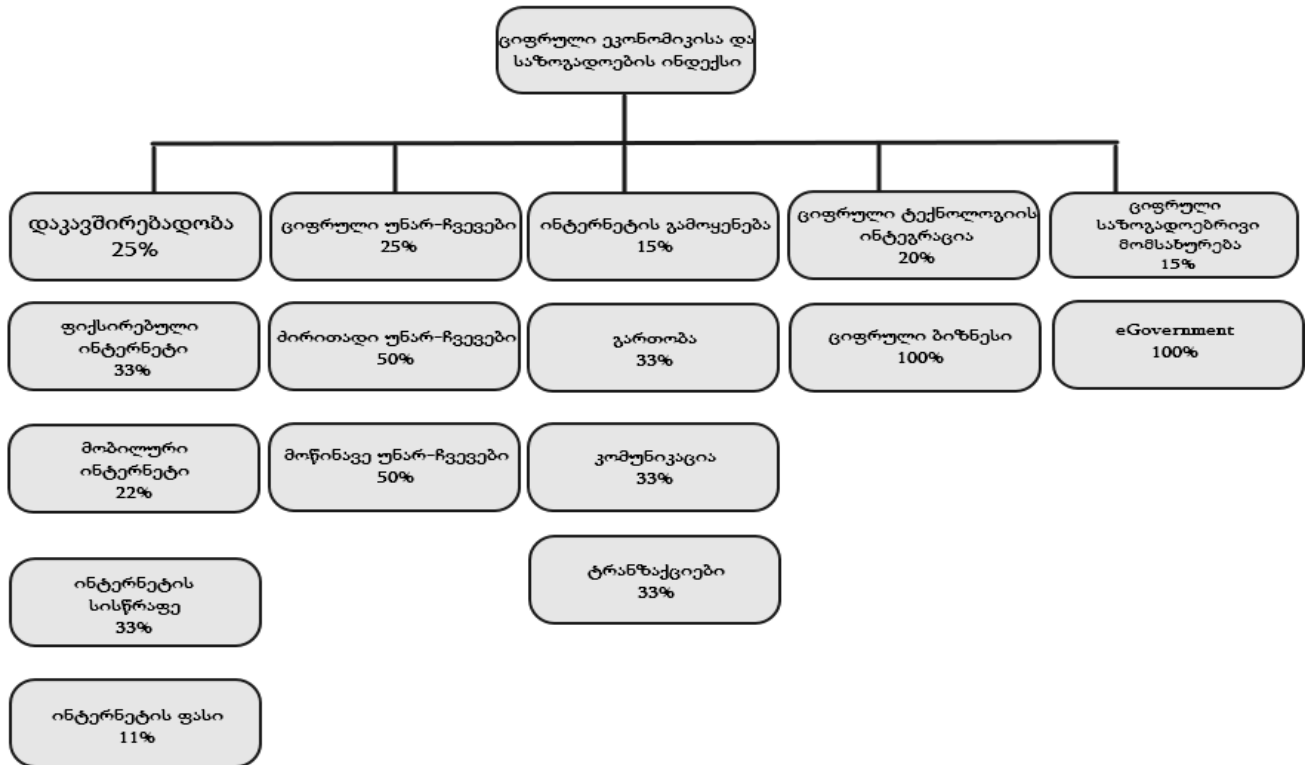 ციფრული ეკონომიკისა და
საზოგადოების ინდექსი
დაკავშირებადობა
25%
ციფრული უნარ-ჩვევები
25%
ინტერნეტის გამოყენება
15%
ციფრული ტექნოლოგიის
ინტეგრაცია
20%
ციფრული
საზოგადოებრივი
მომსახურება
15%
ფიქსირებული
ინტერნეტი
33%
ძირითადი უნარ-ჩვევები
50%
გართობა
33%
ციფრული ბიზნესი
100%
eGovernment
100%
მობილური
ინტერნეტი
22%
მოწინავე უნარ-ჩვევები
50%
კომუნიკაცია
33%
ინტერნეტის
სისწრაფე
33%
ტრანზაქციები
33%
ინტერნეტის ფასი
11%